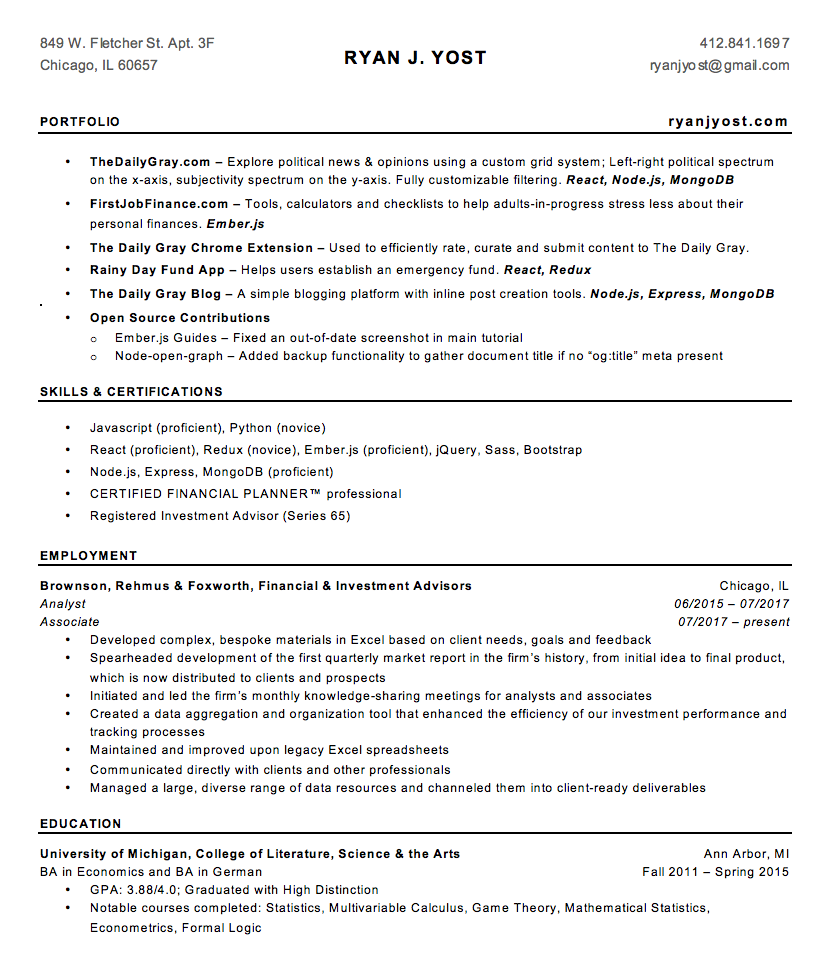 849 W. Fletcher St. Apt. 3F
Chicago, IL 60657
RYAN J. YOST
412.841.1697
ryanjyost@gmail.com
PORTFOLIO ryanjyost.com
• TheDailyGray.com – Explore political news & opinions using a custom grid system; Left-right political spectrum
on the x-axis, subjectivity spectrum on the y-axis. Fully customizable filtering. React, Node.js, MongoDB
• FirstJobFinance.com – Tools, calculators and checklists to help adults-in-progress stress less about their
personal finances. Ember.js
• The Daily Gray Chrome Extension – Used to efficiently rate, curate and submit content to The Daily Gray.
• Rainy Day Fund App – Helps users establish an emergency fund. React, Redux
• The Daily Gray Blog – A simple blogging platform with inline post creation tools. Node.js, Express, MongoDB
• Open Source Contributions
o Ember.js Guides – Fixed an out-of-date screenshot in main tutorial
o Node-open-graph – Added backup functionality to gather document title if no “og:title” meta present
SKILLS & CERTIFICATIONS
• Javascript (proficient), Python (novice)
• React (proficient), Redux (novice), Ember.js (proficient), jQuery, Sass, Bootstrap
• Node.js, Express, MongoDB (proficient)
• CERTIFIED FINANCIAL PLANNER™ professional
• Registered Investment Advisor (Series 65)
EMPLOYMENT
Brownson, Rehmus & Foxworth, Financial & Investment Advisors Chicago, IL
Analyst 06/2015 – 07/2017
Associate 07/2017 – present
• Developed complex, bespoke materials in Excel based on client needs, goals and feedback
• Spearheaded development of the first quarterly market report in the firm’s history, from initial idea to final product,
which is now distributed to clients and prospects
• Initiated and led the firm’s monthly knowledge-sharing meetings for analysts and associates
• Created a data aggregation and organization tool that enhanced the efficiency of our investment performance and
tracking processes
• Maintained and improved upon legacy Excel spreadsheets
• Communicated directly with clients and other professionals
• Managed a large, diverse range of data resources and channeled them into client-ready deliverables
EDUCATION
University of Michigan, College of Literature, Science & the Arts Ann Arbor, MI
BA in Economics and BA in German Fall 2011 – Spring 2015
• GPA: 3.88/4.0; Graduated with High Distinction
• Notable courses completed: Statistics, Multivariable Calculus, Game Theory, Mathematical Statistics,
Econometrics, Formal Logic